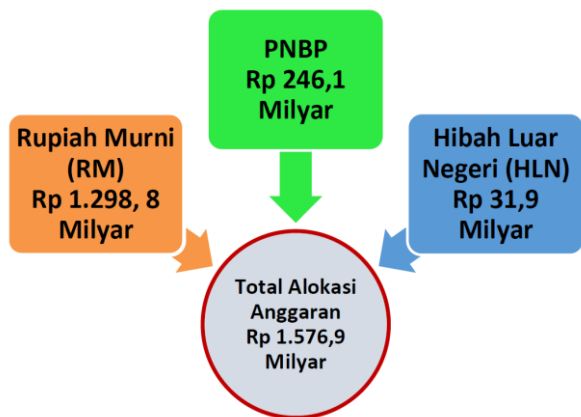 PNBP
Rp 246,1
Milyar
Rupiah Murni
(RM)
Rp 1.298, 8
Milyar
Hibah Luar
Negeri (HLN)
Rp 31,9
Milyar
Total Alokasi
Anggaran
Rp 1.576,9
Milyar